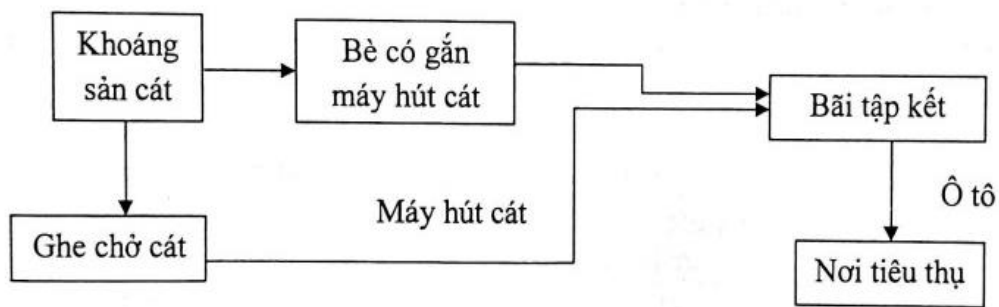 Khoáng
sản cát
Bè có gắn
máy hút cát
Bãi tập kết
Máy hút cát
Ô tô
Ghe chở cát
Nơi tiêu thụ